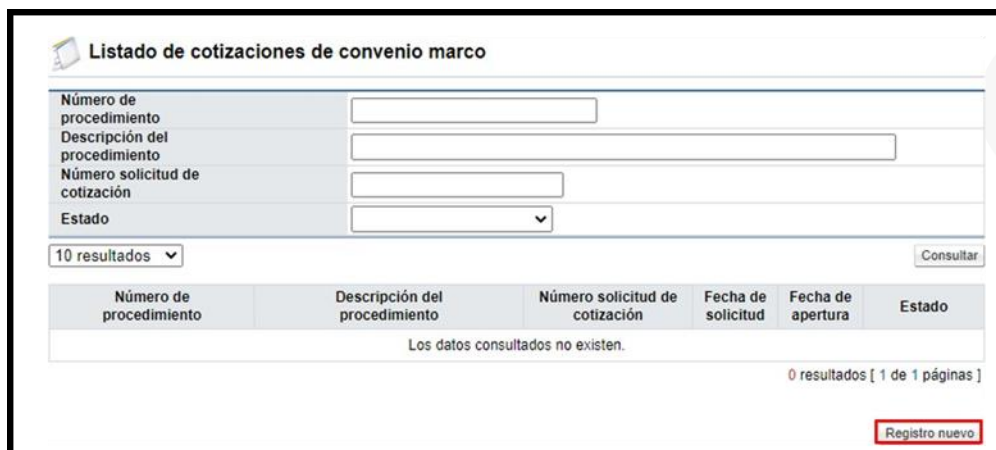 Listado de cotizaciones de convenio marco
Número de
procedimiento
Descripción del
procedimiento
Número solicitud de
cotización
Estado
10 resultados
Consultar
Número de
procedimiento
Descripción del
procedimiento
Número solicitud de
cotización
Fecha de
solicitud
Fecha de
apertura
Estado
Los datos consultados no existen.
0 resultados [ 1 de 1 páginas ]
Registro nuevo